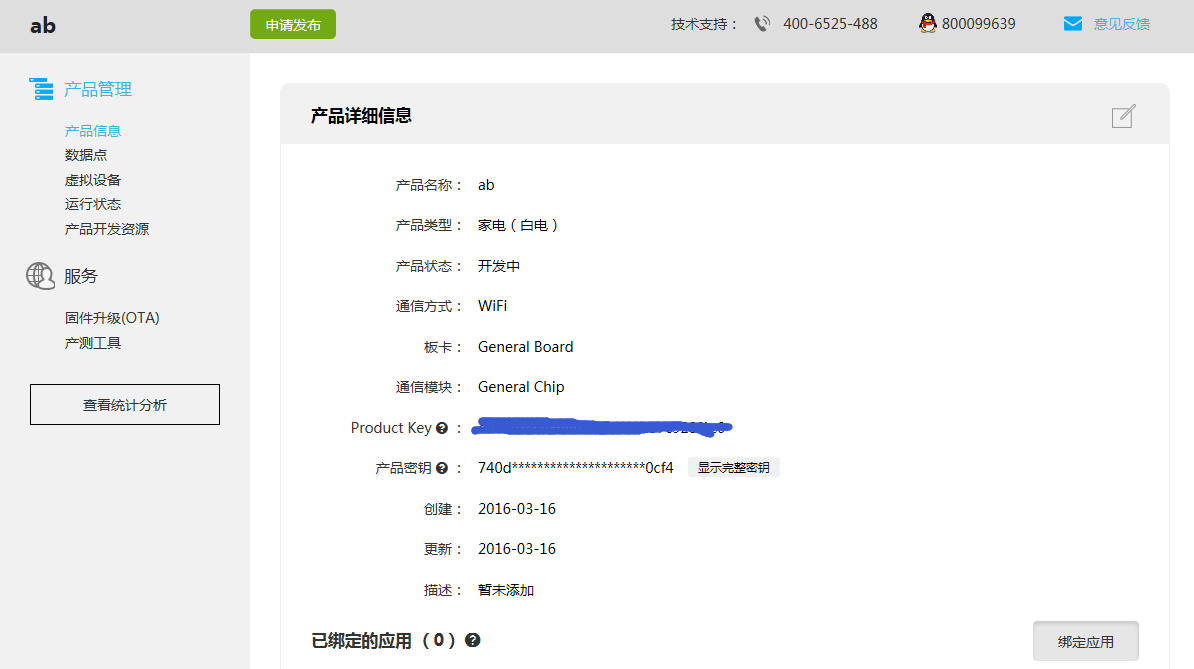 ab
申请发布
技术支持： 400-6525-488 800099639 意见反馈
产品管理
产品信息
数据点
虚拟设备
运行状态
产品开发资源
服务
固件升级(OTA)
产测工具
查看统计分析
产品详细信息
产品名称： ab
产品类型： 家电（白电）
产品状态： 开发中
通信方式： WiFi
板卡： General Board
通信模块： General Chip
Product Key ：
产品密钥 ： 740d*********************0cf4 显示完整密钥
创建： 2016-03-16
更新： 2016-03-16
描述： 暂未添加
已绑定的应用（0）
绑定应用